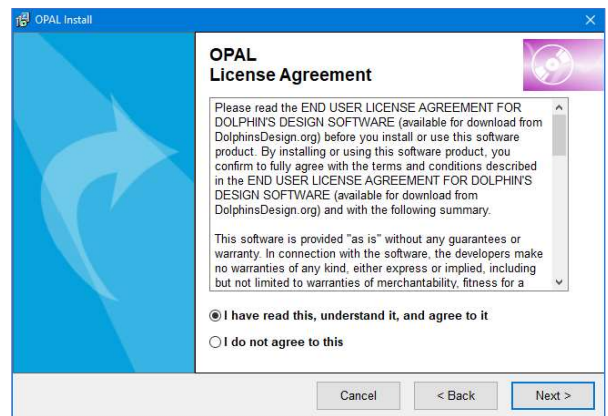 OPAL Install
OPAL
License Agreement
Please read the END USER LICENSE AGREEMENT FOR
DOLPHIN'S DESIGN SOFTWARE (available for download from
DolphinsDesign.org) before you install or use this software
product. By installing or using this software product, you
confirm to fully agree with the terms and conditions described
in the END USER LICENSE AGREEMENT FOR DOLPHIN'S
DESIGN SOFTWARE (available for download from
DolphinsDesign.org) and with the following summary.
This software is provided "as is" without any guarantees or
warranty. In connection with the software, the developers make
no warranties of any kind, either express or implied, including
but not limited to warranties of merchantability, fitness for a
I have read this, understand it, and agree to it
I do not agree to this
Cancel < Back Next >